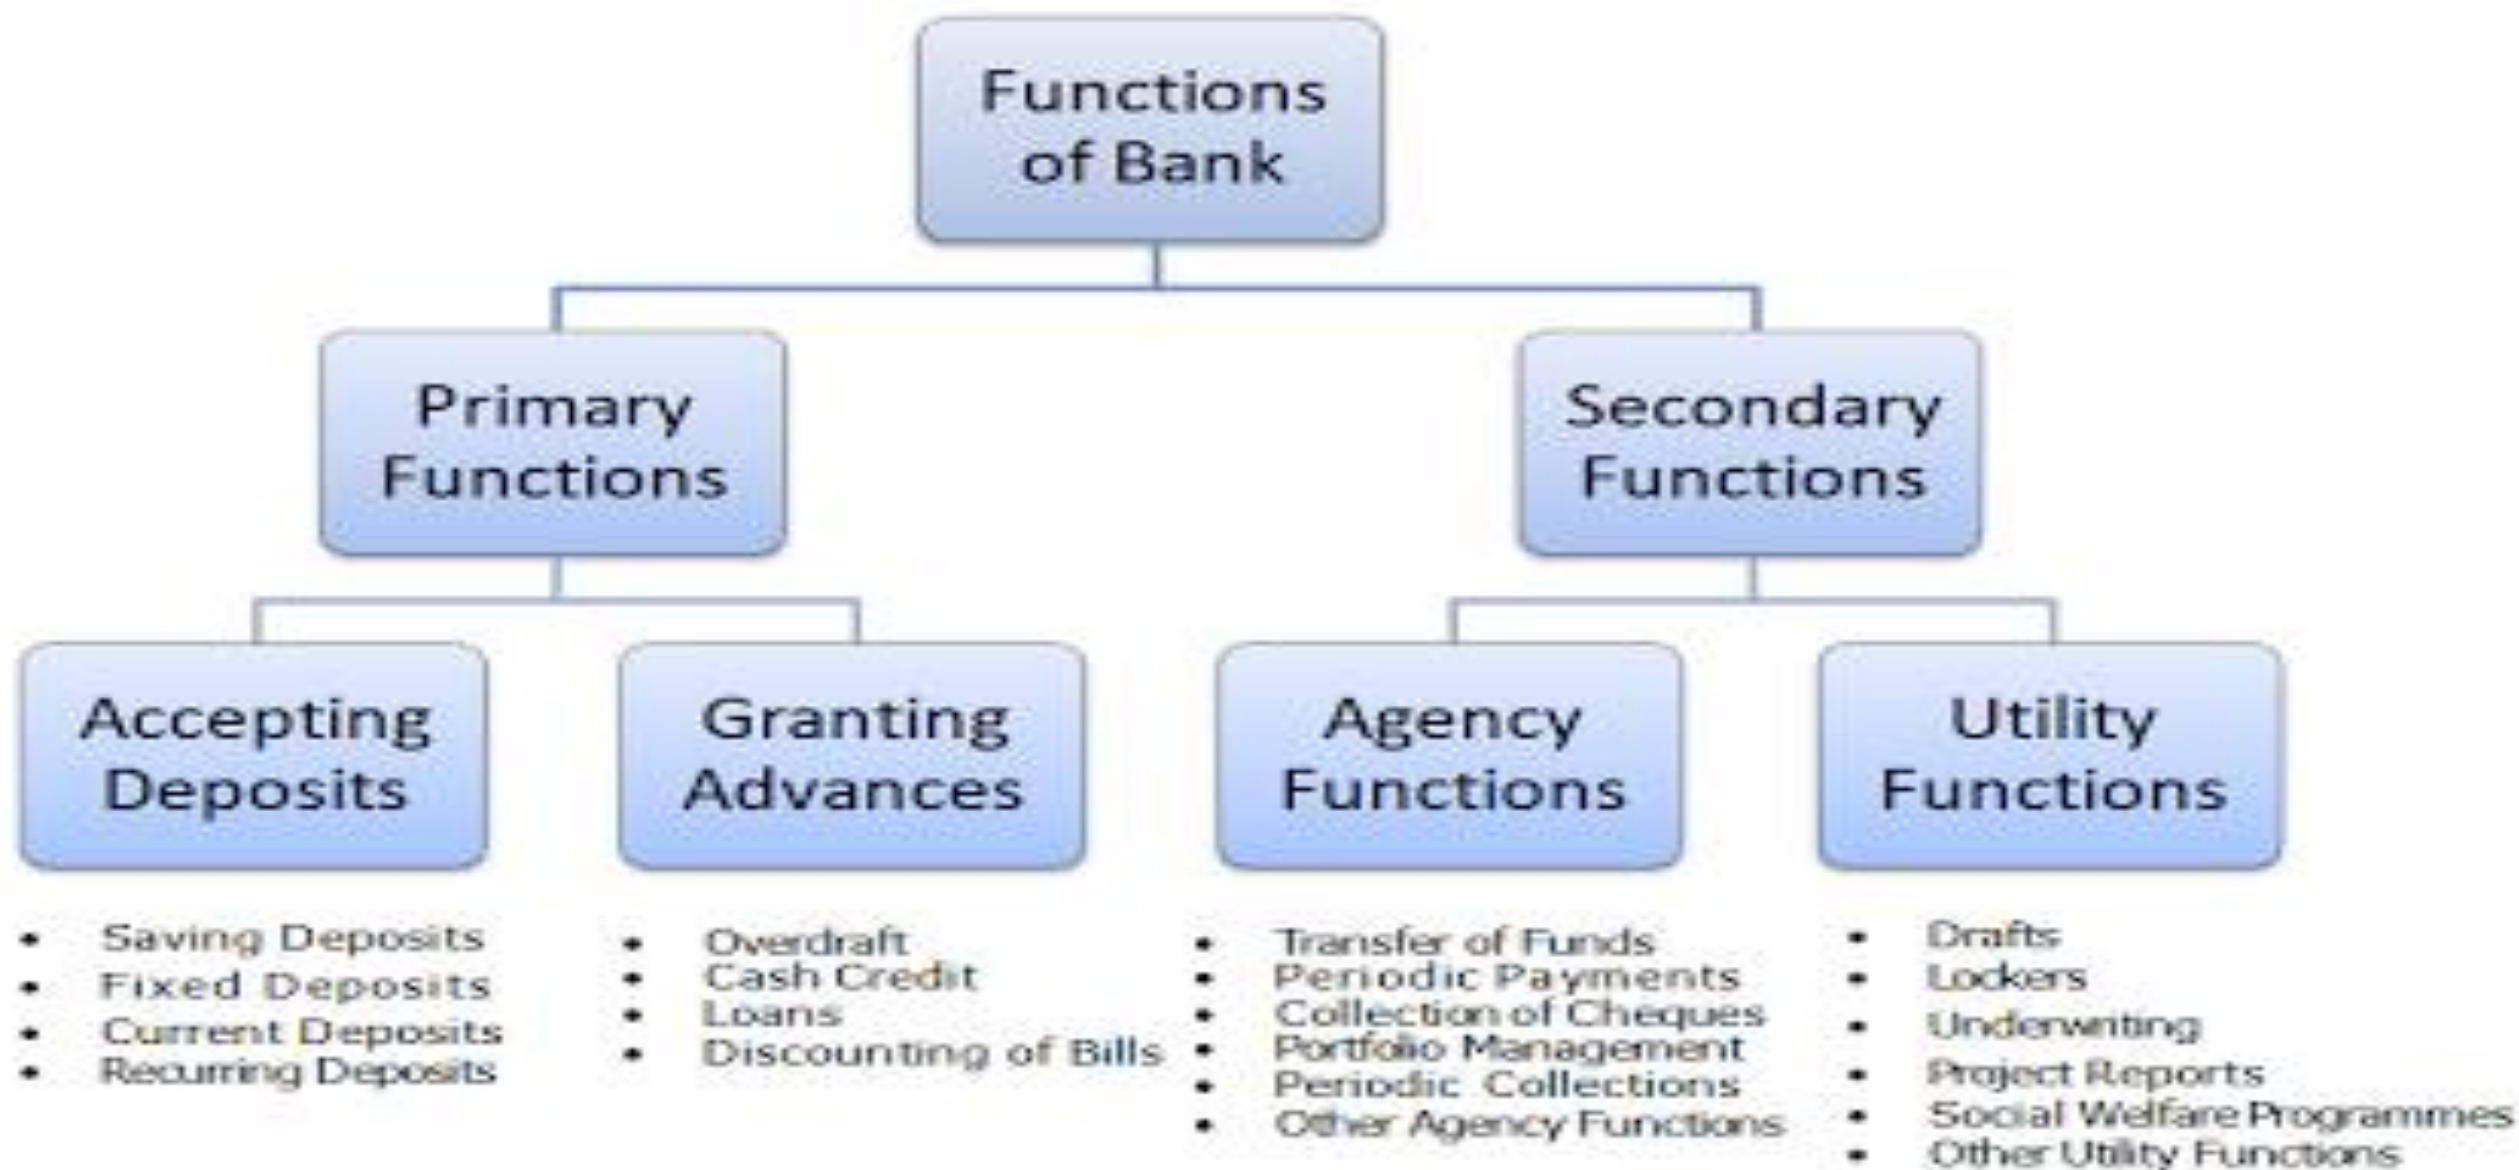 Functions
of Bank
Primary
Functions
Secondary
Functions
Accepting
Deposits
Granting
Advances
Agency
Functions
Utility
Functions
• Saving Deposits
• Fixed Deposits
• Current Deposits
• Recurring Deposits
• Overdraft
• Cash Credit
• Loans
• Discounting of Bills
• Transfer of Funds
• Periodic Payments
• Collection of Cheques
• Portfolio Management
• Periodic Collections
• Other Agency Functions
• Drafts
• Lockers
• Underwriting
• Project Reports
• Social Welfare Programmes
• Other Utility Functions